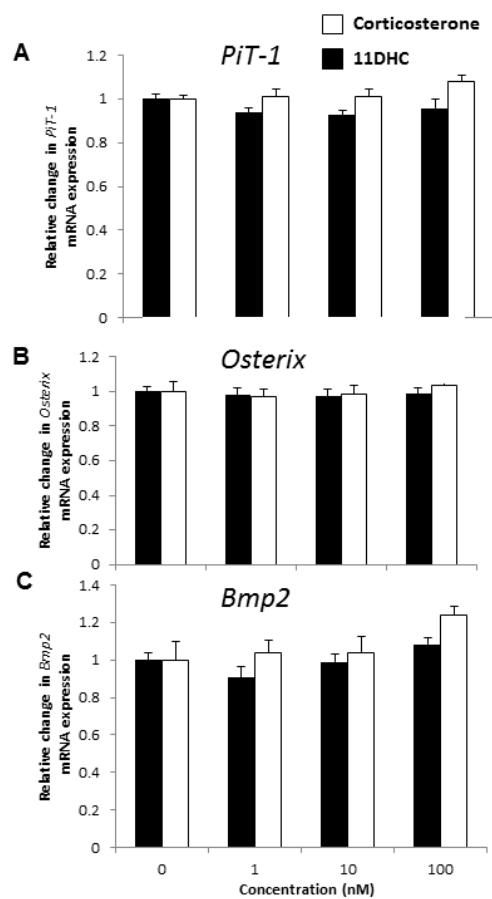 Corticosterone
11DHC
A
PiT-1
Relative change in PiT-1
mRNA expression
1.2
1
0.8
0.6
0.4
0.2
0
B
Osterix
Relative change in Osterix
mRNA expression
1.2
1
0.8
0.6
0.4
0.2
0
C
Bmp2
Relative change in Bmp2
mRNA expression
1.4
1.2
1
0.8
0.6
0.4
0.2
0
0 1 10 100
Concentration (nM)